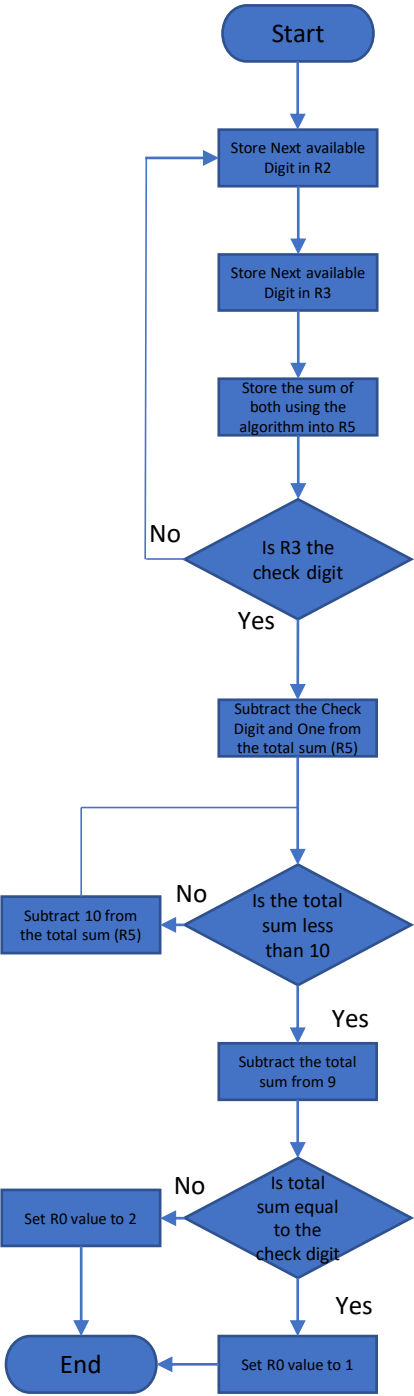 Start
Store Next available
Digit in R2
Store Next available
Digit in R3
Store the sum of
both using the
algorithm into R5
No
Is R3 the
check digit
Yes
Subtract the Check
Digit and One from
the total sum (R5)
No
Is the total
sum less
than 10
Subtract 10 from
the total sum (R5)
Yes
Subtract the total
sum from 9
No
Is total
sum equal
to the
check digit
Set R0 value to 2
Yes
End
Set R0 value to 1